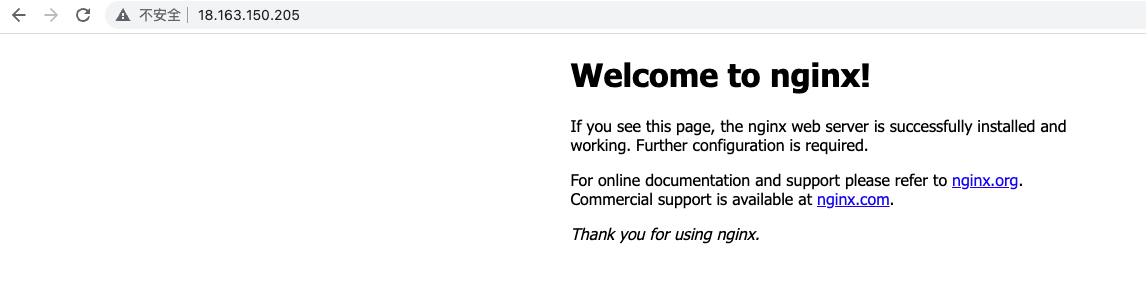 不安全 18.163.150.205
Welcome to nginx!
If you see this page, the nginx web server is successfully installed and
working. Further configuration is required.
For online documentation and support please refer to nginx.org.
Commercial support is available at nginx.com.
Thank you for using nginx.